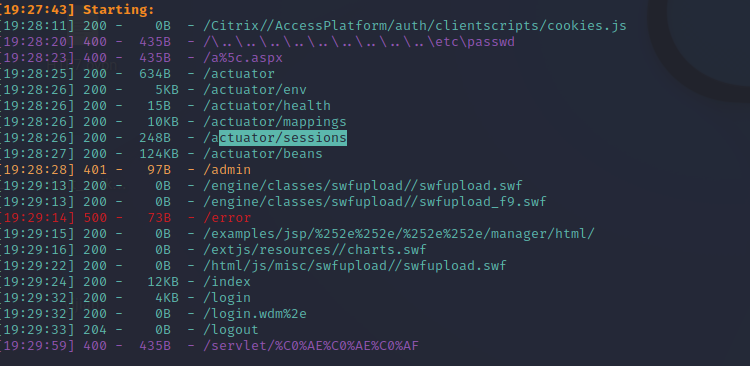 [19:27:43] Starting:
[19:28:11] 200 -    0B  - /Citrix//AccessPlatform/auth/clientscripts/cookies.js
[19:28:20] 400 -  435B  - /\..\..\..\..\..\..\..\..\..\etc\passwd
[19:28:23] 400 -  435B  - /a%5c.aspx
[19:28:25] 200 -  634B  - /actuator
[19:28:26] 200 -    5KB - /actuator/env
[19:28:26] 200 -   15B  - /actuator/health
[19:28:26] 200 -   10KB - /actuator/mappings
[19:28:26] 200 -  248B  - /actuator/sessions
[19:28:27] 200 -  124KB - /actuator/beans
[19:28:28] 401 -   97B  - /admin
[19:29:13] 200 -    0B  - /engine/classes/swfupload//swfupload.swf
[19:29:13] 200 -    0B  - /engine/classes/swfupload//swfupload_f9.swf
[19:29:14] 500 -   73B  - /error
[19:29:15] 200 -    0B  - /examples/jsp/%252e%252e/%252e%252e/manager/html/
[19:29:16] 200 -    0B  - /extjs/resources//charts.swf
[19:29:22] 200 -    0B  - /html/js/misc/swfupload//swfupload.swf
[19:29:24] 200 -   12KB - /index
[19:29:32] 200 -    4KB - /login
[19:29:32] 200 -    0B  - /login.wdm%2e
[19:29:33] 204 -    0B  - /logout
[19:29:59] 400 -  435B  - /servlet/%C0%AE%C0%AE%C0%AF